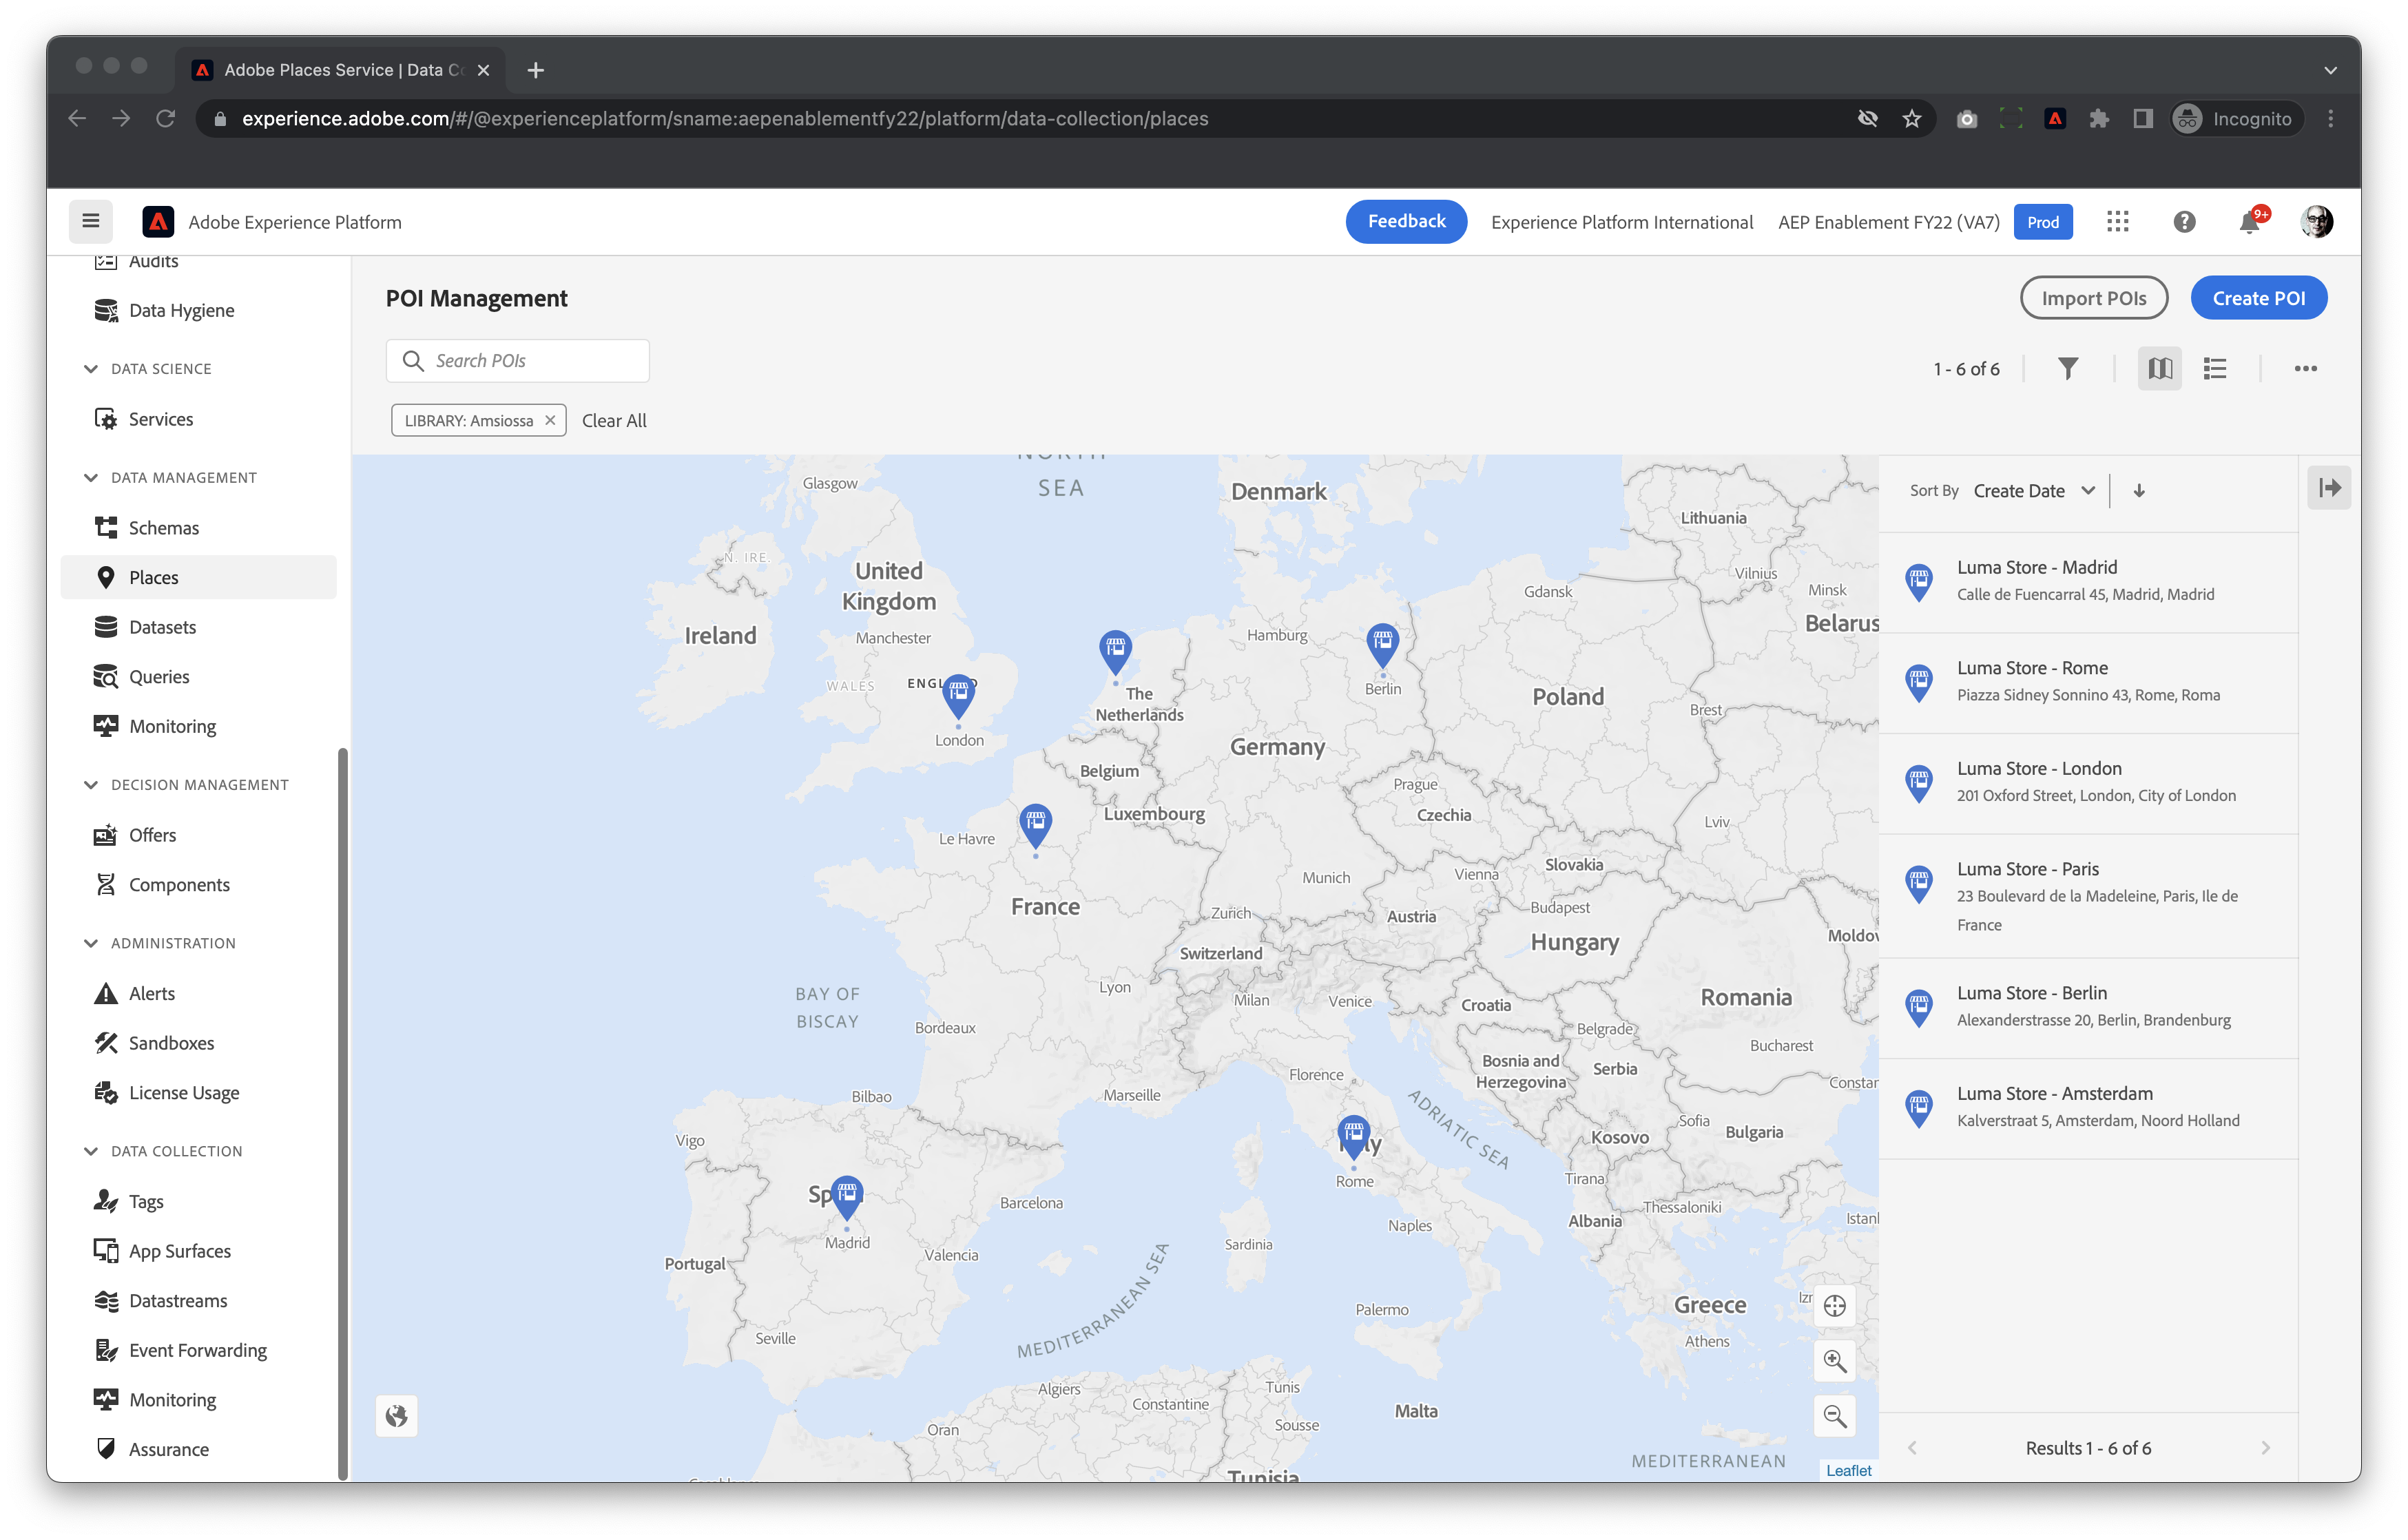 Adobe Places Service | Data Co
experience.adobe.com/#/@experienceplatform/sname:aepenablementfy22/platform/data-collection/places
Incognito
Adobe Experience Platform
Feedback
Experience Platform International
AEP Enablement FY22 (VA7)
Prod
9+
Audits
Data Hygiene
DATA SCIENCE
Services
DATA MANAGEMENT
Schemas
Places
Datasets
Queries
Monitoring
DECISION MANAGEMENT
Offers
Components
ADMINISTRATION
Alerts
Sandboxes
License Usage
DATA COLLECTION
Tags
App Surfaces
Datastreams
Event Forwarding
Monitoring
Assurance
POI Management
Import POIs
Create POI
Search POIs
1 - 6 of 6
LIBRARY: Amsiossa
Clear All
NORTH
SEA
Glasgow
Denmark
Lithuania
N. IRE.
Vilnius
United
Kingdom
Gdansk
Minsk
Belarus
Ireland
Manchester
Hamburg
WALES
ENGL
D
The
Netherlands
Berlin
Poland
Brest
London
Germany
Belgium
Prague
Luxembourg
Czechia
Lviv
Le Havre
Slovakia
Munich
Vienna
France
Zurich
Austria
Budapest
Hungary
Moldov
Switzerland
Lyon
Milan
Venice
Croatia
Romania
BAY OF
BISCAY
Bordeaux
Belgrade
Bucharest
Bosnia and
Herzegovina
Serbia
Florence
Constar
Bilbao
Marseille
ADRIATIC SEA
Sofia
Bulgaria
Vigo
Kosovo
ly
Rome
Tirana
Sp
Barcelona
Thessaloniki
Albania
Istanl
Naples
Madrid
Valencia
Sardinia
Portugal
MEDITERRANEAN SEA
Palermo
Greece
Izr
Seville
Athens
Algiers
Tunis
Constantine
Malta
Sousse
Oran
MEDITERRANEAN
Tunisia
Leaflet
Sort By
Create Date
Luma Store - Madrid
Calle de Fuencarral 45, Madrid, Madrid
Luma Store - Rome
Piazza Sidney Sonnino 43, Rome, Roma
Luma Store - London
201 Oxford Street, London, City of London
Luma Store - Paris
23 Boulevard de la Madeleine, Paris, Ile de
France
Luma Store - Berlin
Alexanderstrasse 20, Berlin, Brandenburg
Luma Store - Amsterdam
Kalverstraat 5, Amsterdam, Noord Holland
Results 1 - 6 of 6